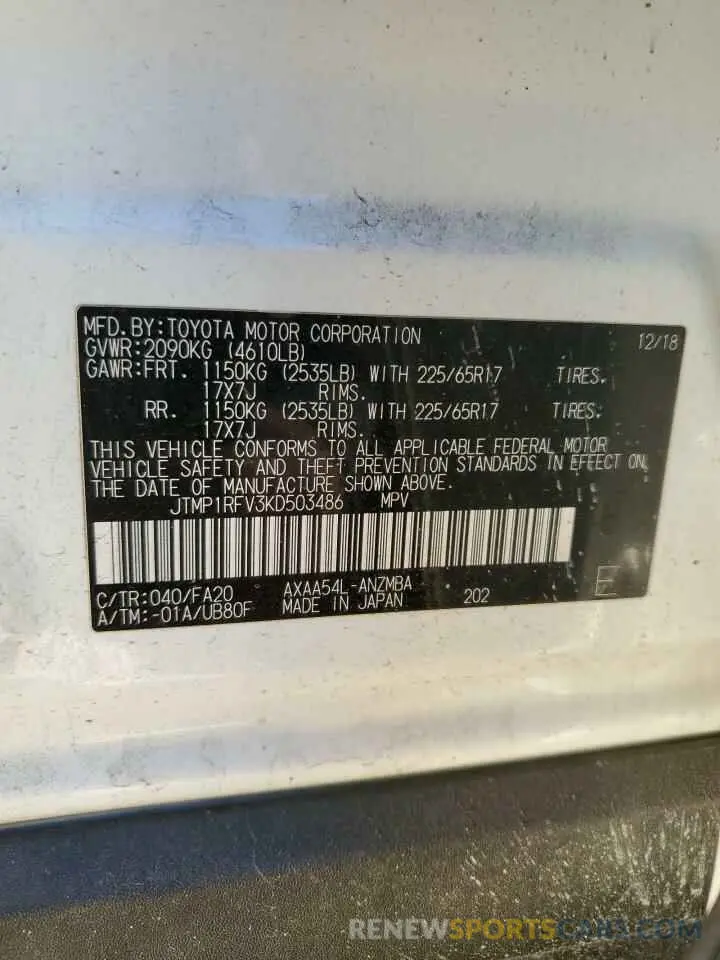 MFD.BY:TOYOTA MOTOR CORPORATION 12/18
GVWR:2090KG (4610LB)
GAWR:FRT. 1150KG (2535LB) WITH 225/65R17 TIRES.
17X7J RIMS.
RR. 1150KG (2535LB) WITH 225/65R17 TIRES.
17X7J RIMS.
THIS VEHICLE CONFORMS TO ALL APPLICABLE FEDERAL MOTOR
VEHICLE SAFETY AND THEFT PREVENTION STANDARDS IN EFFECT ON
THE DATE OF MANUFACTURE SHOWN ABOVE.
JTMP1RFV3KD503486 MPV
C/TR:040/FA20 AXAA54L-ANZMBA
A/TM:-01A/UB80F MADE IN JAPAN 202 E
RENEWSPORTSCARS.COM